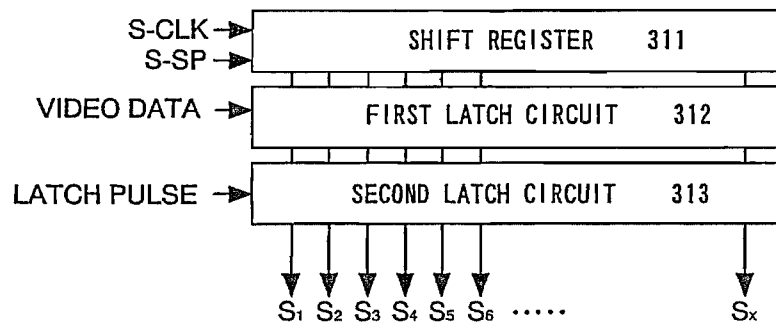 S-CLK
S-SP
SHIFT REGISTER 311
VIDEO DATA
FIRST LATCH CIRCUIT 312
LATCH PULSE
SECOND LATCH CIRCUIT 313
S1 S2 S3 S4 S5 S6 ..... Sx